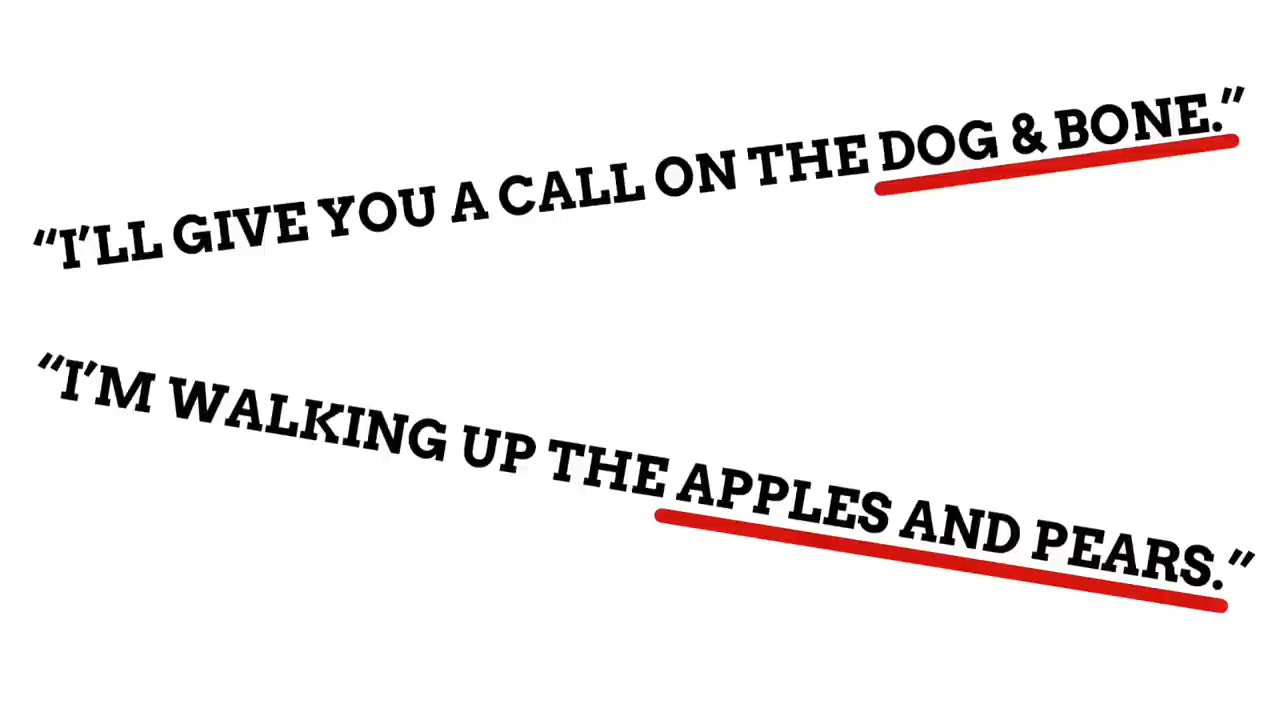 “I’LL GIVE YOU A CALL ON THE DOG & BONE.”
“I’M WALKING UP THE APPLES AND PEARS.”